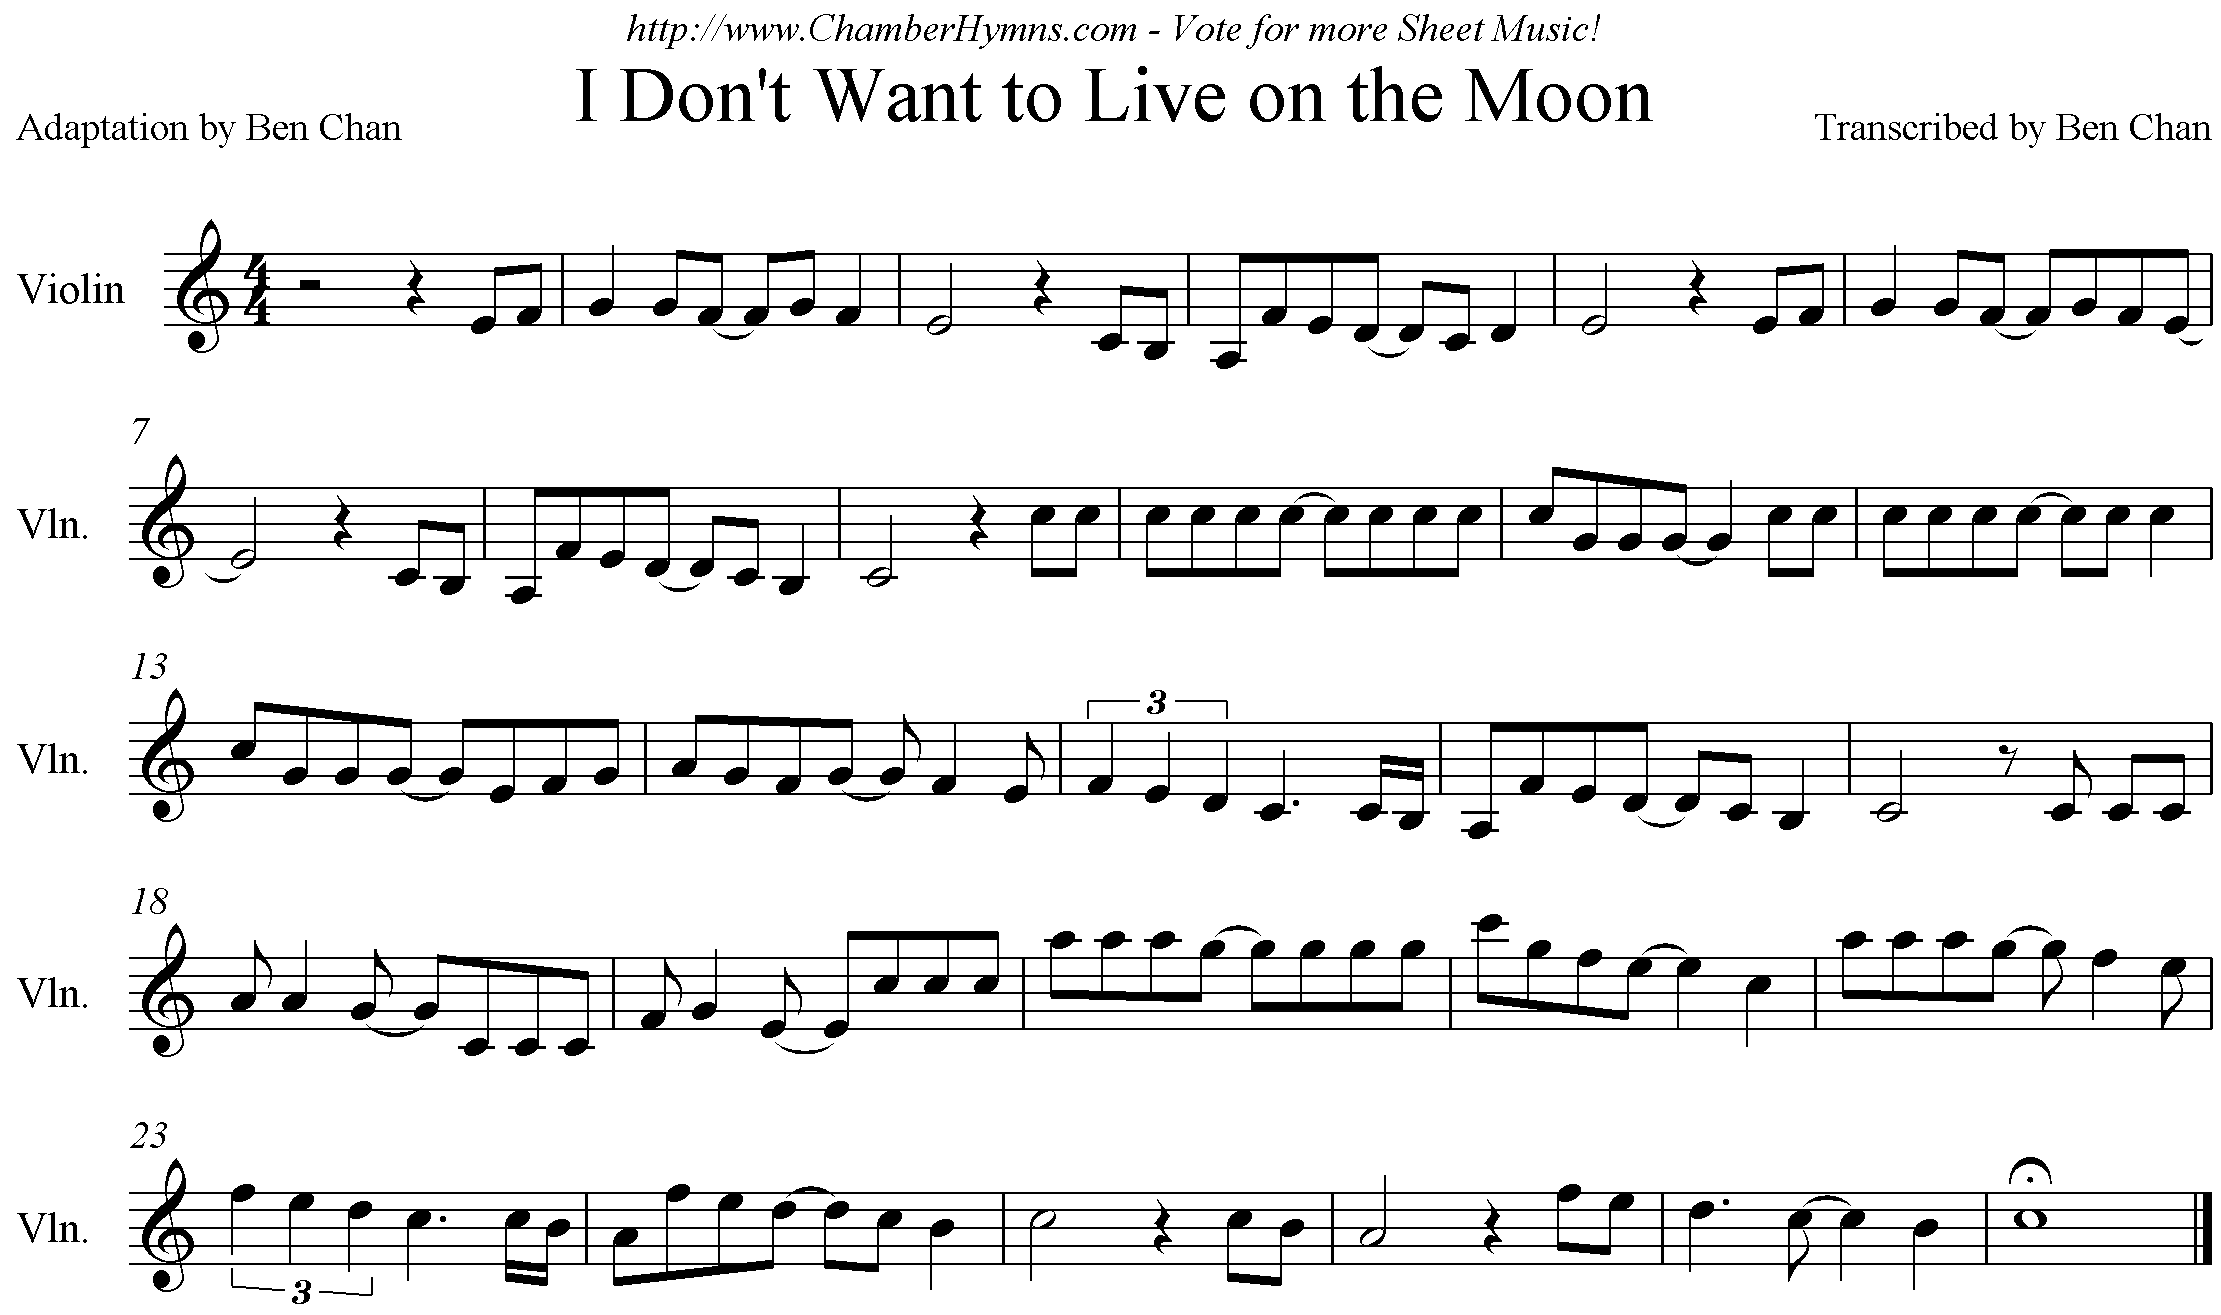 http://www.ChamberHymns.com - Vote for more Sheet Music!
I Don't Want to Live on the Moon
Adaptation by Ben Chan
Transcribed by Ben Chan
Violin
4
4
7
Vln.
13
3
Vln.
18
Vln.
23
Vln.
3